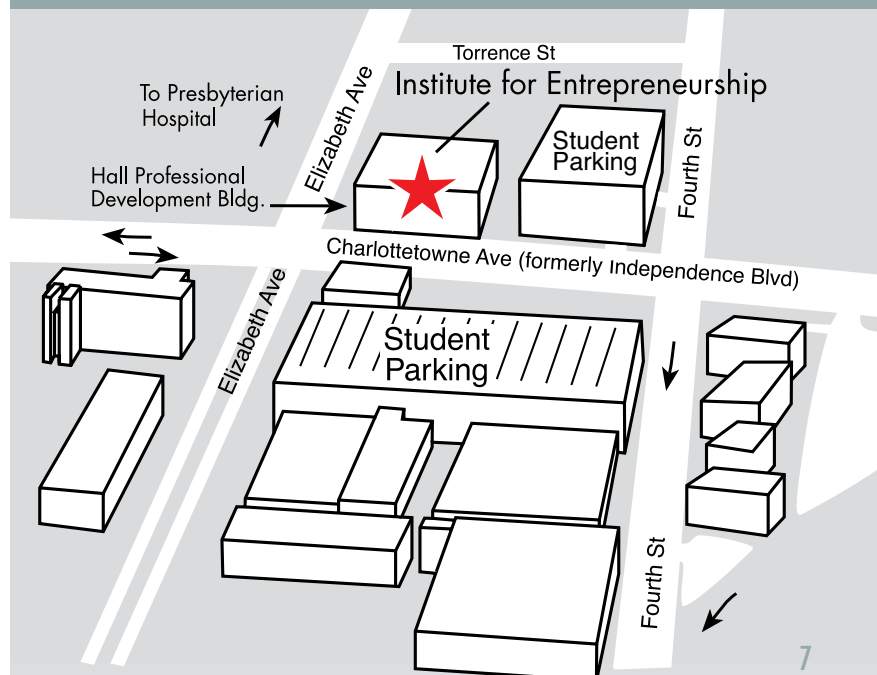 Torrence St
Institute for Entrepreneurship
To Presbyterian
Hospital
Elizabeth Ave
Student
Parking
Fourth St
Hall Professional
Development Bldg.
Charlottetowne Ave (formerly Independence Blvd)
Elizabeth Ave
Student
Parking
Fourth St
7